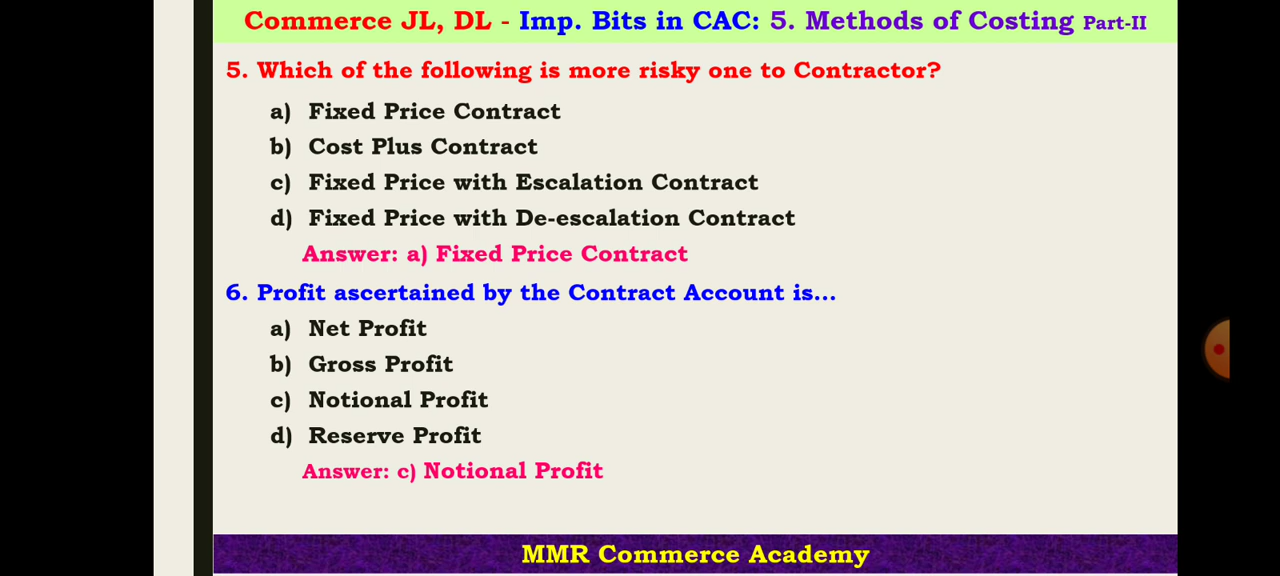 Commerce JL, DL - Imp. Bits in CAC: 5. Methods of Costing Part-II
5. Which of the following is more risky one to Contractor?
a) Fixed Price Contract
b) Cost Plus Contract
c) Fixed Price with Escalation Contract
d) Fixed Price with De-escalation Contract
Answer: a) Fixed Price Contract
6. Profit ascertained by the Contract Account is...
a) Net Profit
b) Gross Profit
c) Notional Profit
d) Reserve Profit
Answer: c) Notional Profit
MMR Commerce Academy